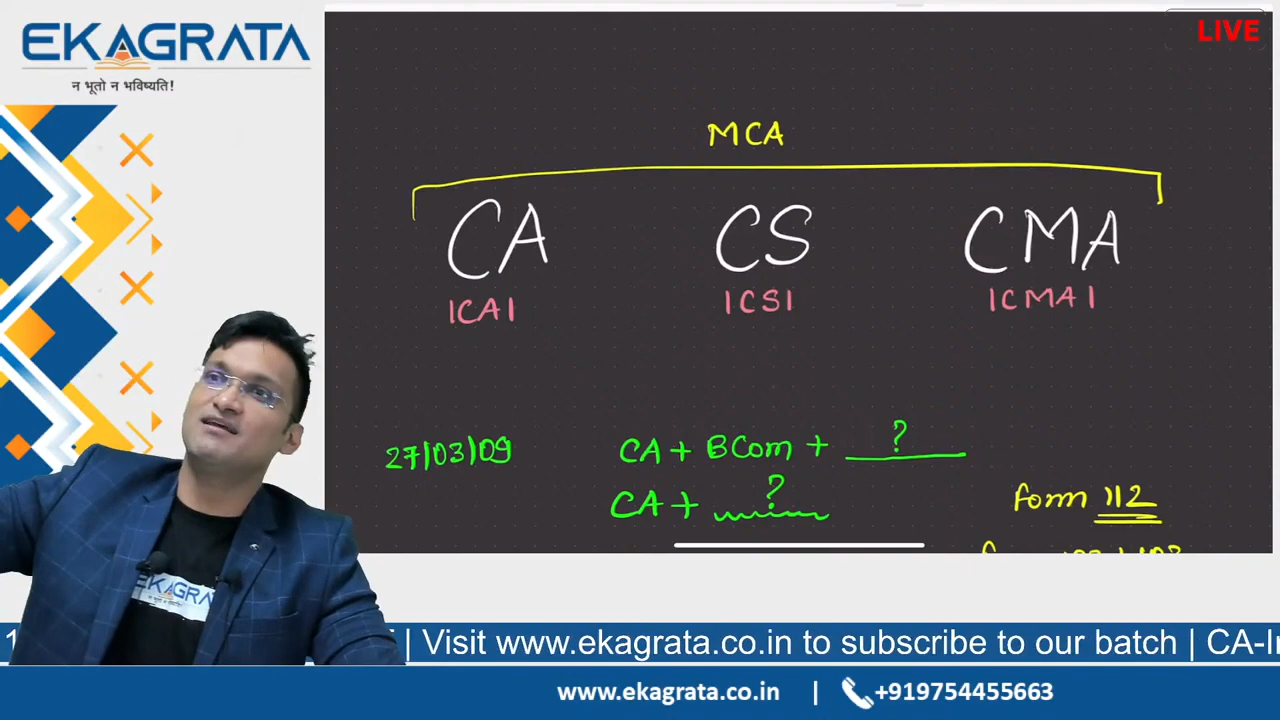 EKAGRATA
न भूतो न भविष्यति!
LIVE
MCA
CA CS CMA
ICAI ICSI ICMAI
27/03/09 CA + BCom + ?
CA + ?
form 112
EKAGRATA
| Visit www.ekagrata.co.in to subscribe to our batch | CA-I
www.ekagrata.co.in | +919754455663